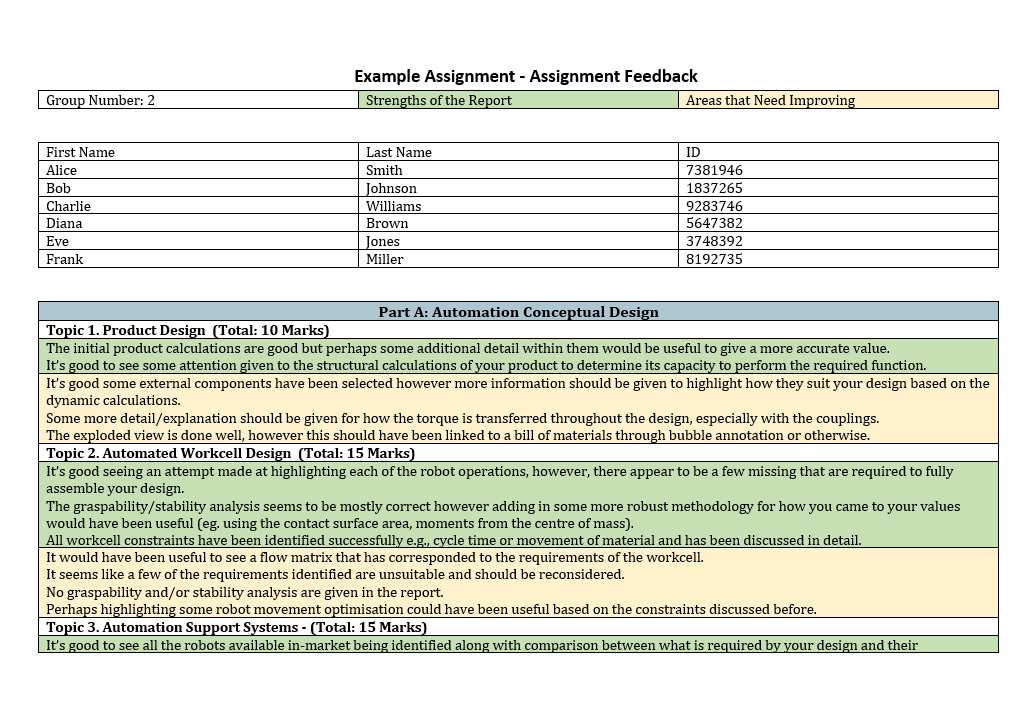 Example Assignment - Assignment Feedback
Group Number: 2 Strengths of the Report Areas that Need Improving
First Name Last Name ID
Alice Smith 7381946
Bob Johnson 1837265
Charlie Williams 9283746
Diana Brown 5647382
Eve Jones 3748392
Frank Miller 8192735
Part A: Automation Conceptual Design
Topic 1. Product Design (Total: 10 Marks)
The initial product calculations are good but perhaps some additional detail within them would be useful to give a more accurate value.
It's good to see some attention given to the structural calculations of your product to determine its capacity to perform the required function.
It's good some external components have been selected however more information should be given to highlight how they suit your design based on the
dynamic calculations.
Some more detail/explanation should be given for how the torque is transferred throughout the design, especially with the couplings.
The exploded view is done well, however this should have been linked to a bill of materials through bubble annotation or otherwise.
Topic 2. Automated Workcell Design (Total: 15 Marks)
It's good seeing an attempt made at highlighting each of the robot operations, however, there appear to be a few missing that are required to fully
assemble your design.
The graspability/stability analysis seems to be mostly correct however adding in some more robust methodology for how you came to your values
would have been useful (eg. using the contact surface area, moments from the centre of mass).
All workcell constraints have been identified successfully e.g., cycle time or movement of material and has been discussed in detail.
It would have been useful to see a flow matrix that has corresponded to the requirements of the workcell.
It seems like a few of the requirements identified are unsuitable and should be reconsidered.
No graspability and/or stability analysis are given in the report.
Perhaps highlighting some robot movement optimisation could have been useful based on the constraints discussed before.
Topic 3. Automation Support Systems - (Total: 15 Marks)
It's good to see all the robots available in-market being identified along with comparison between what is required by your design and their